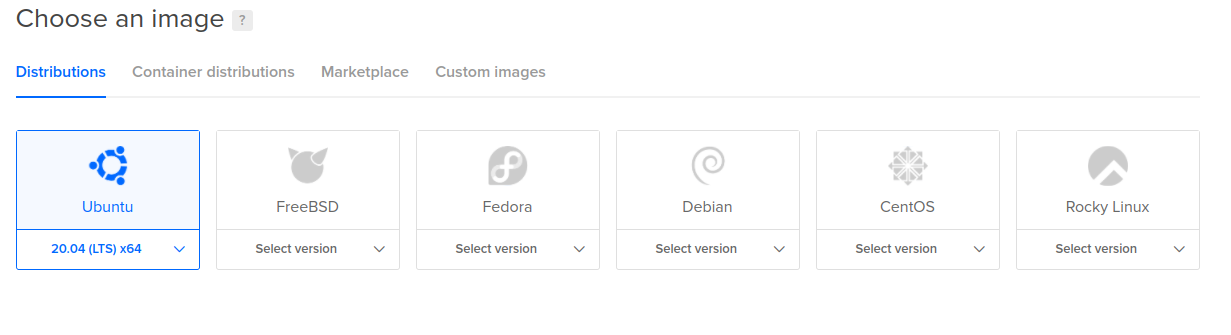 Choose an image ?
Distributions Container distributions Marketplace Custom images
Ubuntu FreeBSD Fedora Debian CentOS Rocky Linux
20.04 (LTS) x64 Select version Select version Select version Select version Select version